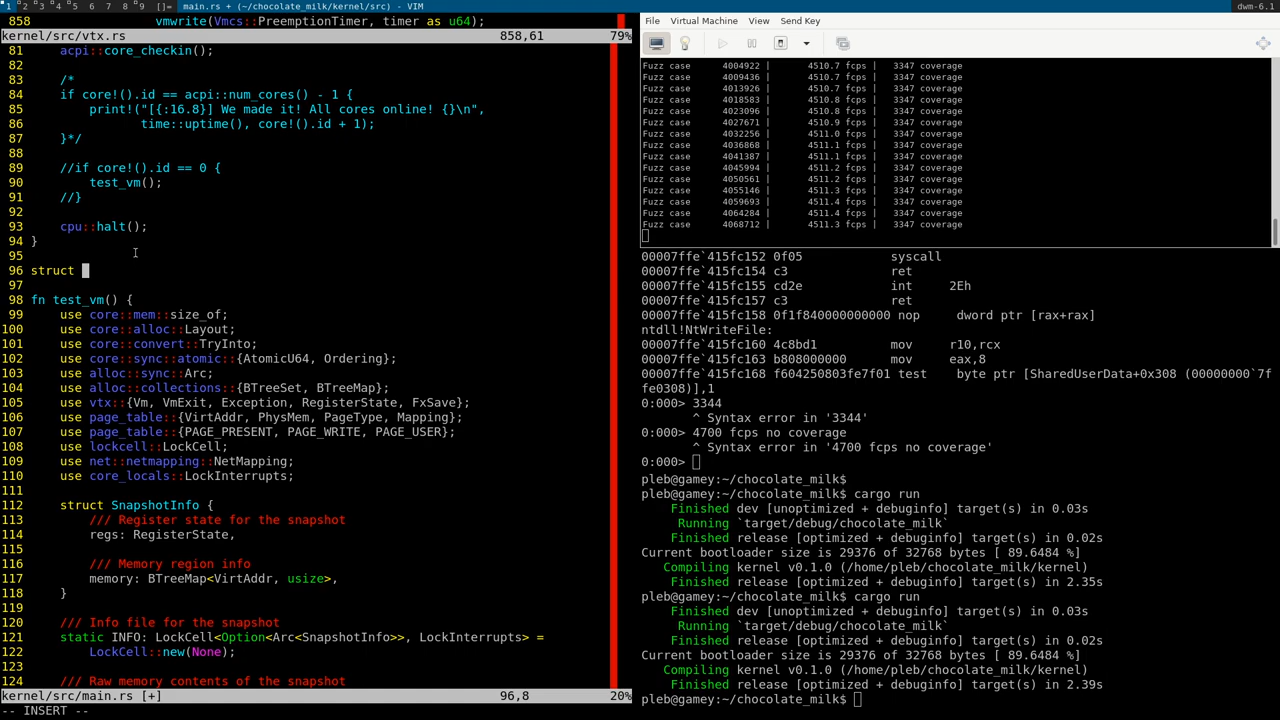 1 2 3 4 5 6 7 8 9 []= main.rs + (~/chocolate_milk/kernel/src) - VIM dwm-6.1
858 vmwrite(Vmcs::PreemptionTimer, timer as u64);
kernel/src/vtx.rs 858,61 79%
81 acpi::core_checkin();
82
83 /*
84 if core!().id == acpi::num_cores() - 1 {
85 print!("[{:16.8}] We made it! All cores online! {}\n",
86 time::uptime(), core!().id + 1);
87 }*/
88
89 //if core!().id == 0 {
90 test_vm();
91 //}
92
93 cpu::halt();
94 }
95
96 struct
97
98 fn test_vm() {
99 use core::mem::size_of;
100 use core::alloc::Layout;
101 use core::convert::TryInto;
102 use core::sync::atomic::{AtomicU64, Ordering};
103 use alloc::sync::Arc;
104 use alloc::collections::{BTreeSet, BTreeMap};
105 use vtx::{Vm, VmExit, Exception, RegisterState, FxSave};
106 use page_table::{VirtAddr, PhysMem, PageType, Mapping};
107 use page_table::{PAGE_PRESENT, PAGE_WRITE, PAGE_USER};
108 use lockcell::LockCell;
109 use net::netmapping::NetMapping;
110 use core_locals::LockInterrupts;
111
112 struct SnapshotInfo {
113 /// Register state for the snapshot
114 regs: RegisterState,
115
116 /// Memory region info
117 memory: BTreeMap<VirtAddr, usize>,
118 }
119
120 /// Info file for the snapshot
121 static INFO: LockCell<Option<Arc<SnapshotInfo>>, LockInterrupts> =
122 LockCell::new(None);
123
124 /// Raw memory contents of the snapshot
kernel/src/main.rs [+] 96,8 20%
-- INSERT --
File Virtual Machine View Send Key
Fuzz case 4004922 | 4510.7 fcps | 3347 coverage
Fuzz case 4009436 | 4510.7 fcps | 3347 coverage
Fuzz case 4013926 | 4510.7 fcps | 3347 coverage
Fuzz case 4018583 | 4510.8 fcps | 3347 coverage
Fuzz case 4023096 | 4510.8 fcps | 3347 coverage
Fuzz case 4027671 | 4510.9 fcps | 3347 coverage
Fuzz case 4032256 | 4511.0 fcps | 3347 coverage
Fuzz case 4036868 | 4511.1 fcps | 3347 coverage
Fuzz case 4041387 | 4511.1 fcps | 3347 coverage
Fuzz case 4045994 | 4511.2 fcps | 3347 coverage
Fuzz case 4050561 | 4511.2 fcps | 3347 coverage
Fuzz case 4055146 | 4511.3 fcps | 3347 coverage
Fuzz case 4059693 | 4511.4 fcps | 3347 coverage
Fuzz case 4064284 | 4511.4 fcps | 3347 coverage
Fuzz case 4068712 | 4511.3 fcps | 3347 coverage
00007ffe`415fc152 0f05 syscall
00007ffe`415fc154 c3 ret
00007ffe`415fc155 cd2e int 2Eh
00007ffe`415fc157 c3 ret
00007ffe`415fc158 0f1f840000000000 nop dword ptr [rax+rax]
ntdll!NtWriteFile:
00007ffe`415fc160 4c8bd1 mov r10,rcx
00007ffe`415fc163 b808000000 mov eax,8
00007ffe`415fc168 f604250803fe7f01 test byte ptr [SharedUserData+0x308 (00000000`7f
fe0308)],1
0:000> 3344
^ Syntax error in '3344'
0:000> 4700 fcps no coverage
^ Syntax error in '4700 fcps no coverage'
0:000>
pleb@gamey:~/chocolate_milk$
pleb@gamey:~/chocolate_milk$ cargo run
Finished dev [unoptimized + debuginfo] target(s) in 0.03s
Running `target/debug/chocolate_milk`
Finished release [optimized + debuginfo] target(s) in 0.02s
Current bootloader size is 29376 of 32768 bytes [ 89.6484 %]
Compiling kernel v0.1.0 (/home/pleb/chocolate_milk/kernel)
Finished release [optimized + debuginfo] target(s) in 2.35s
pleb@gamey:~/chocolate_milk$ cargo run
Finished dev [unoptimized + debuginfo] target(s) in 0.03s
Running `target/debug/chocolate_milk`
Finished release [optimized + debuginfo] target(s) in 0.02s
Current bootloader size is 29376 of 32768 bytes [ 89.6484 %]
Compiling kernel v0.1.0 (/home/pleb/chocolate_milk/kernel)
Finished release [optimized + debuginfo] target(s) in 2.39s
pleb@gamey:~/chocolate_milk$